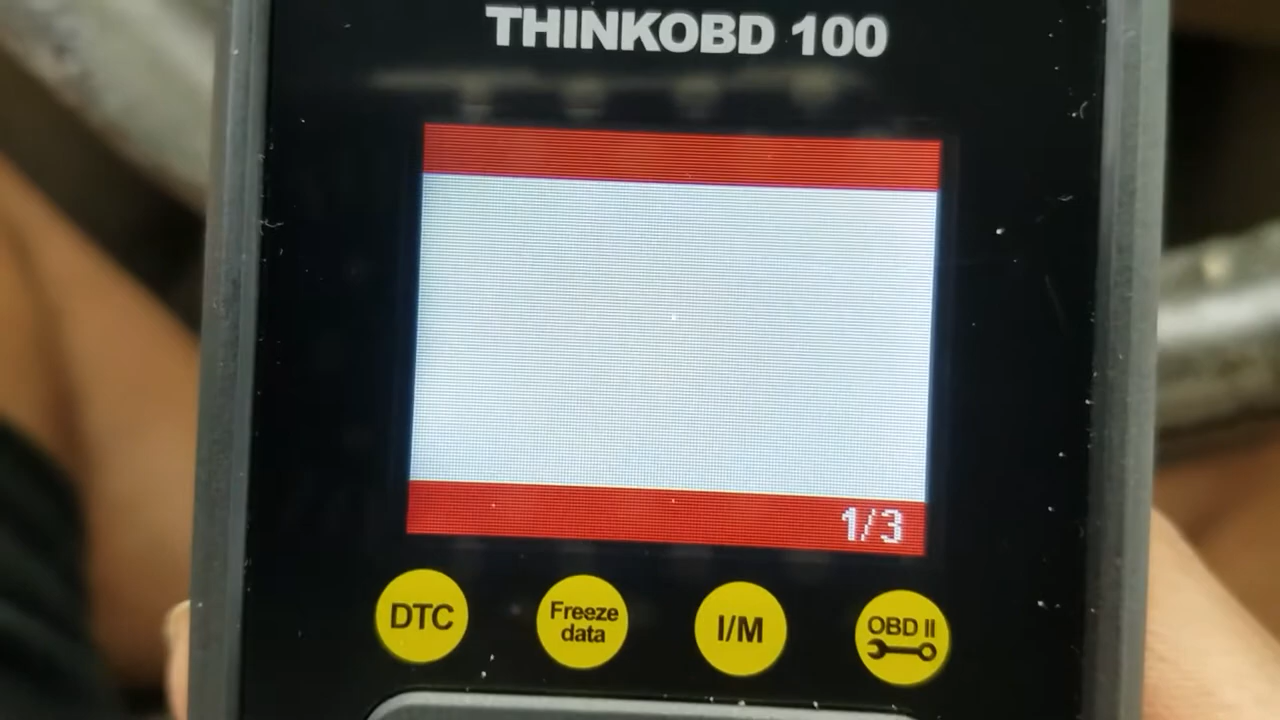 THINKOBD 100
1/3
DTC
Freeze
data
I/M
OBD II